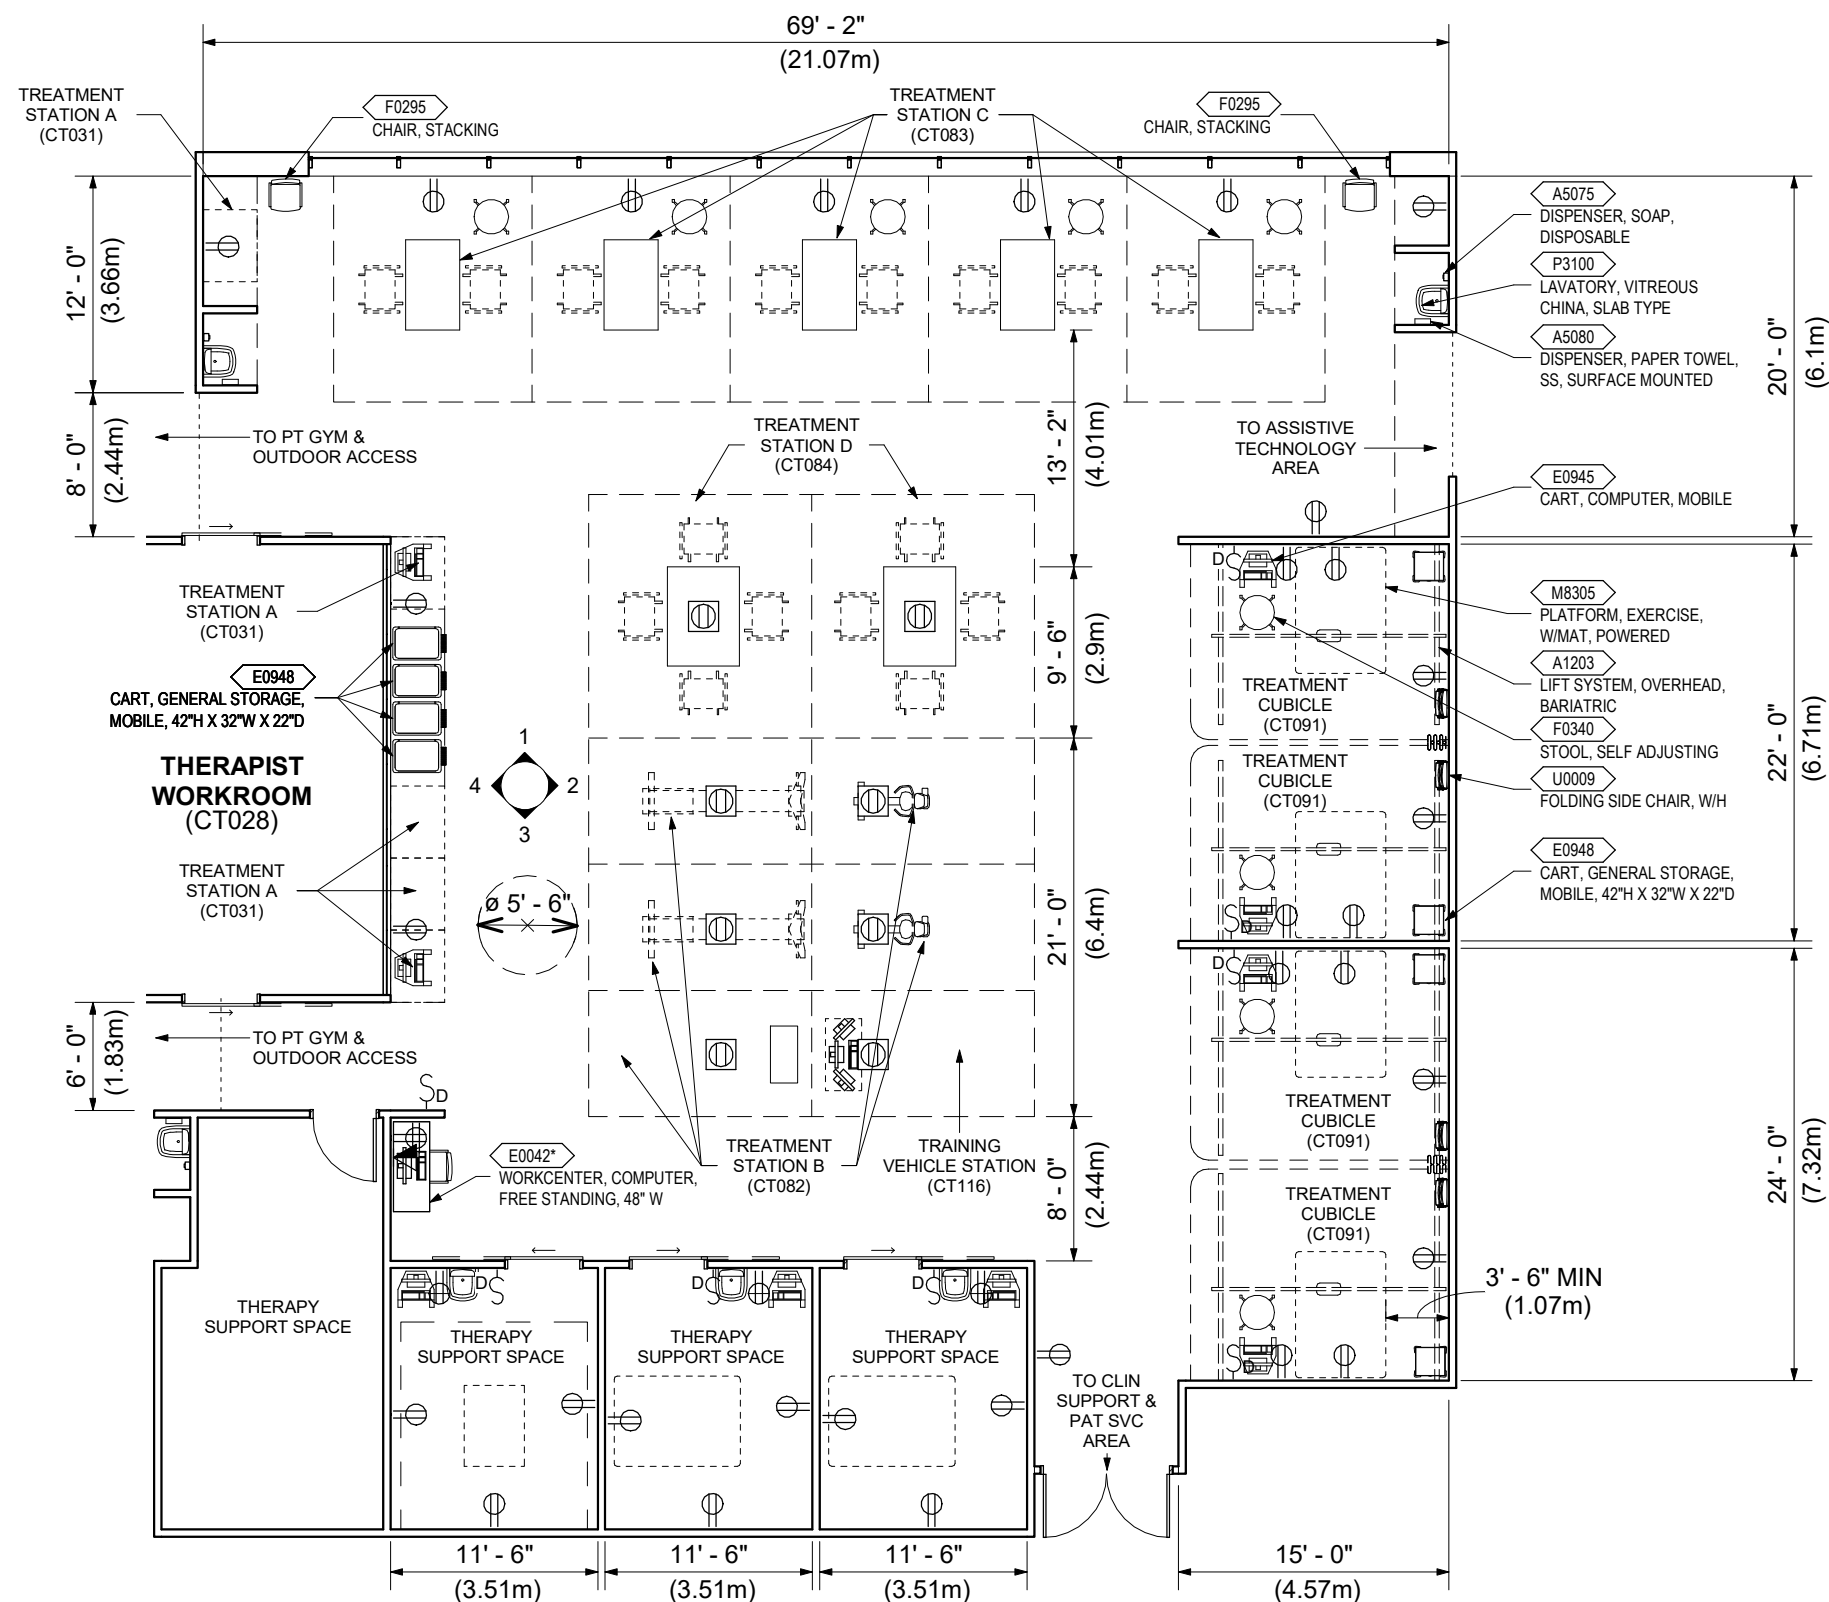 69' - 2"
(21.07m)
TREATMENT
STATION A
(CT031)
F0295
CHAIR, STACKING
TREATMENT
STATION C
(CT083)
F0295
CHAIR, STACKING
12' - 0"
(3.66m)
8' - 0"
(2.44m)
A5075
DISPENSER, SOAP,
DISPOSABLE
P3100
LAVATORY, VITREOUS
CHINA, SLAB TYPE
A5080
DISPENSER, PAPER TOWEL,
SS, SURFACE MOUNTED
20' - 0"
(6.1m)
TO PT GYM &
OUTDOOR ACCESS
TREATMENT
STATION D
(CT084)
13' - 2"
(4.01m)
TO ASSISTIVE
TECHNOLOGY
AREA
E0945
CART, COMPUTER, MOBILE
TREATMENT
STATION A
(CT031)
E0948
CART, GENERAL STORAGE,
MOBILE, 42"H X 32"W X 22"D
THERAPIST
WORKROOM
(CT028)
TREATMENT
STATION A
(CT031)
1
4
2
3
ø 5' - 6"
9' - 6"
(2.9m)
21' - 0"
(6.4m)
D
TREATMENT
CUBICLE
(CT091)
TREATMENT
CUBICLE
(CT091)
D
D
M8305
PLATFORM, EXERCISE,
W/MAT, POWERED
A1203
LIFT SYSTEM, OVERHEAD,
BARIATRIC
F0340
STOOL, SELF ADJUSTING
U0009
FOLDING SIDE CHAIR, W/H
E0948
CART, GENERAL STORAGE,
MOBILE, 42"H X 32"W X 22"D
22' - 0"
(6.71m)
6' - 0"
(1.83m)
TO PT GYM &
OUTDOOR ACCESS
D
E0042*
WORKCENTER, COMPUTER,
FREE STANDING, 48" W
TREATMENT
STATION B
(CT082)
TRAINING
VEHICLE STATION
(CT116)
8' - 0"
(2.44m)
TREATMENT
CUBICLE
(CT091)
TREATMENT
CUBICLE
(CT091)
D
24' - 0"
(7.32m)
3' - 6" MIN
(1.07m)
THERAPY
SUPPORT SPACE
D
THERAPY
SUPPORT SPACE
D
THERAPY
SUPPORT SPACE
D
THERAPY
SUPPORT SPACE
TO CLIN
SUPPORT &
PAT SVC
AREA
11' - 6"
(3.51m)
11' - 6"
(3.51m)
11' - 6"
(3.51m)
15' - 0"
(4.57m)